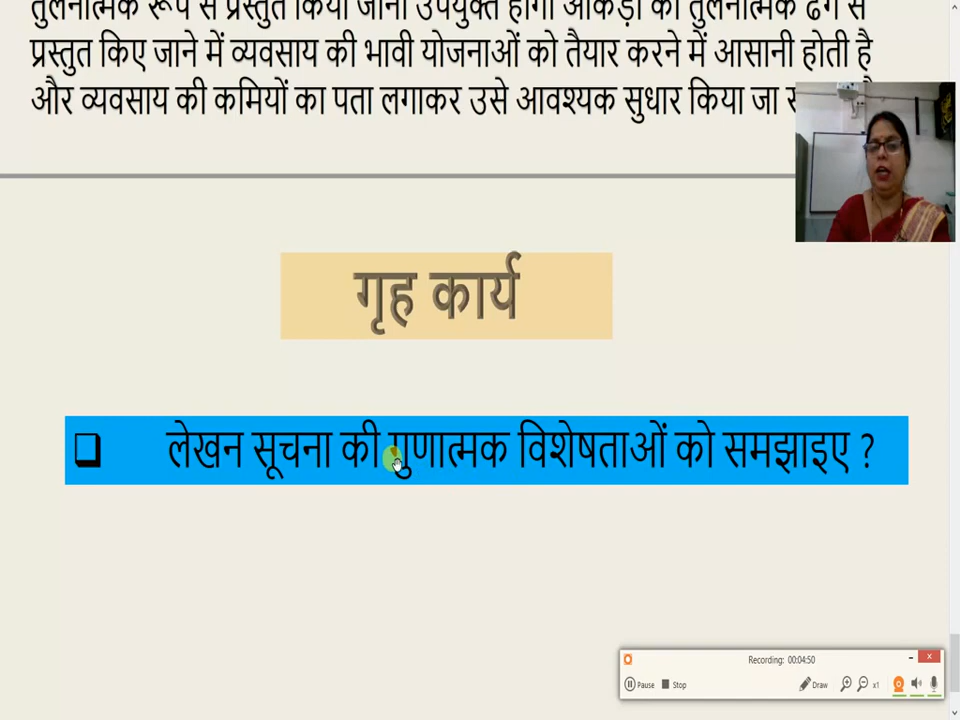 तुलनात्मक रूप से प्रस्तुत किया जाना उपयुक्त होगा आंकड़ों को तुलनात्मक ढंग से
प्रस्तुत किए जाने में व्यवसाय की भावी योजनाओं को तैयार करने में आसानी होती है
और व्यवसाय की कमियों का पता लगाकर उसे आवश्यक सुधार किया जा
गृह कार्य
❑ लेखन सूचना की गुणात्मक विशेषताओं को समझाइए ?
Recording: 00:04:50
Pause Stop Draw x1